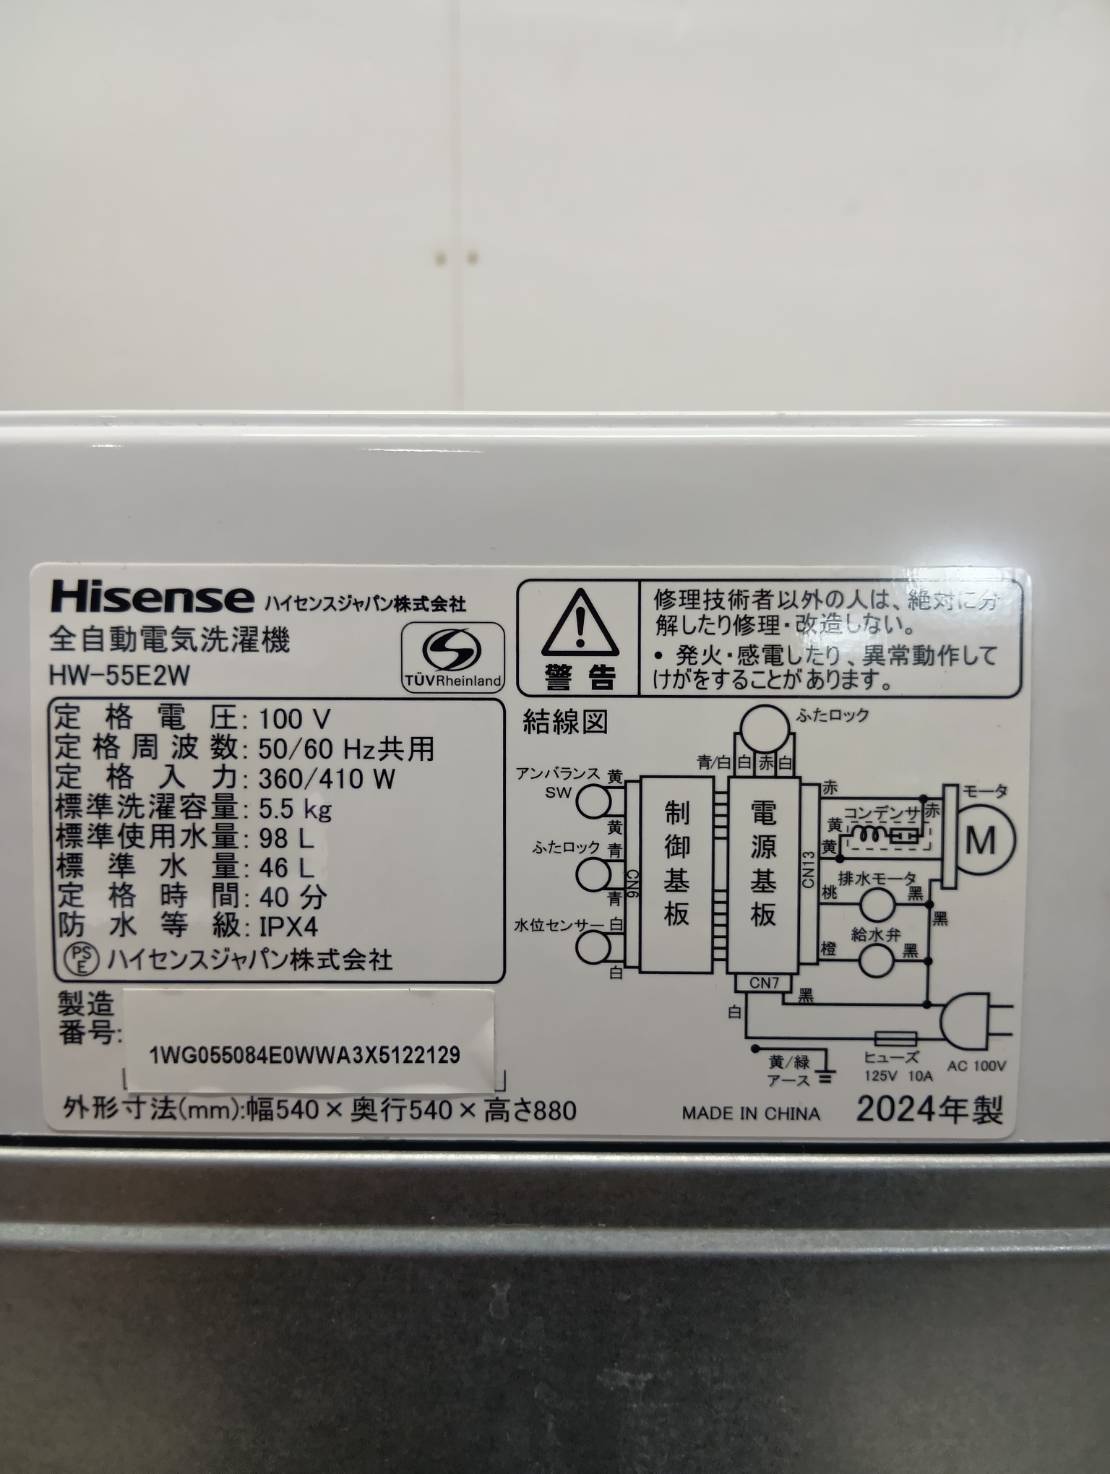 Hisense ハイセンスジャパン株式会社
全自動電気洗濯機
HW-55E2W
TÜVRheinland
定格電圧: 100 V
定格周波数: 50/60 Hz共用
定格入力: 360/410 W
標準洗濯容量: 5.5 kg
標準使用水量: 98 L
標準水量: 46 L
定格時間: 40 分
防水等級: IPX4
PSE ハイセンスジャパン株式会社
製造
番号:
1WG055084E0WWA3X5122129
外形寸法(mm):幅540×奥行540×高さ880
警告
修理技術者以外の人は、絶対に分
解したり修理・改造しない。
• 発火・感電したり、異常動作して
けがをすることがあります。
結線図
ふたロック
青/白 白 赤 白
アンバランス
SW
黄
黄
ふたロック
青
青
水位センサー
白
白
CN6
制御基板
電源基板
CN13
CN7
赤
コンデンサ
赤
モータ
M
黄
黄
排水モータ
桃
黒
黒
給水弁
橙
黒
白
黒
ヒューズ
125V 10A
AC 100V
黄/緑
アース
MADE IN CHINA
2024年製